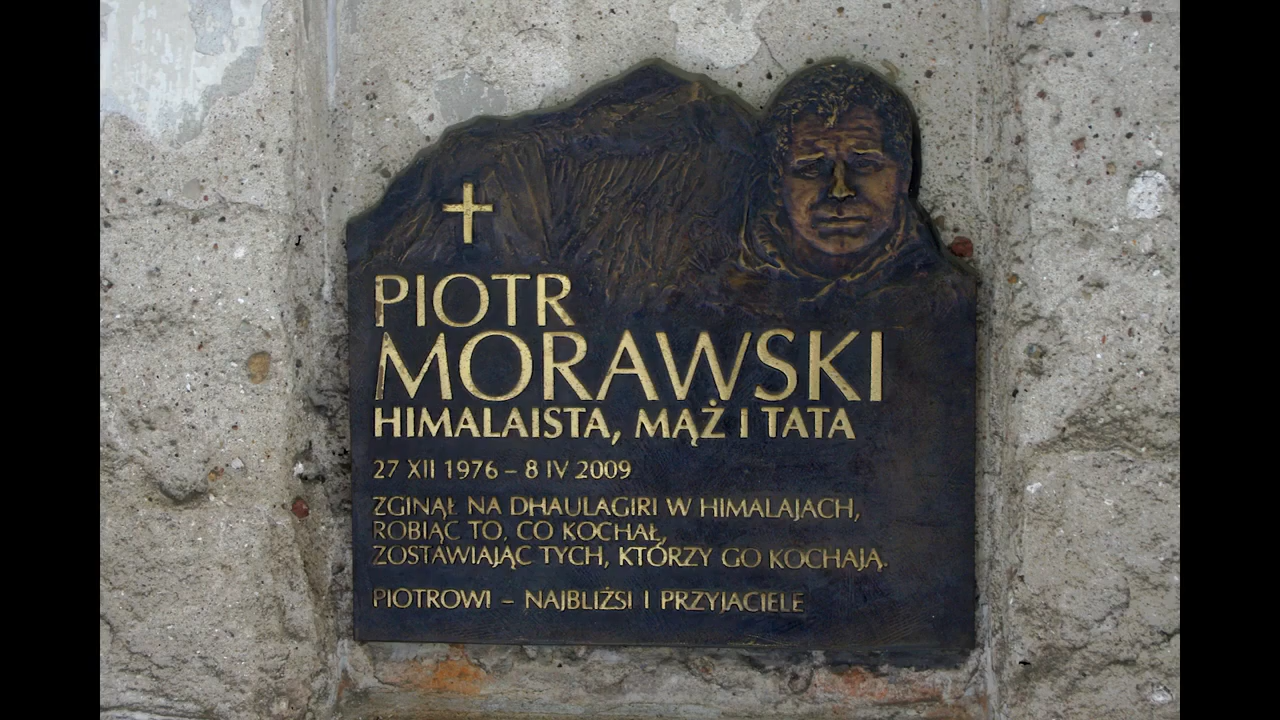 PIOTR
MORAWSKI
HIMALAISTA, MĄŻ I TATA
27 XII 1976 – 8 IV 2009
ZGINĄŁ NA DHAULAGIRI W HIMALAJACH,
ROBIĄC TO, CO KOCHAŁ,
ZOSTAWIAJĄC TYCH, KTÓRZY GO KOCHAJĄ.
PIOTROWI – NAJBLIŻSI I PRZYJACIELE